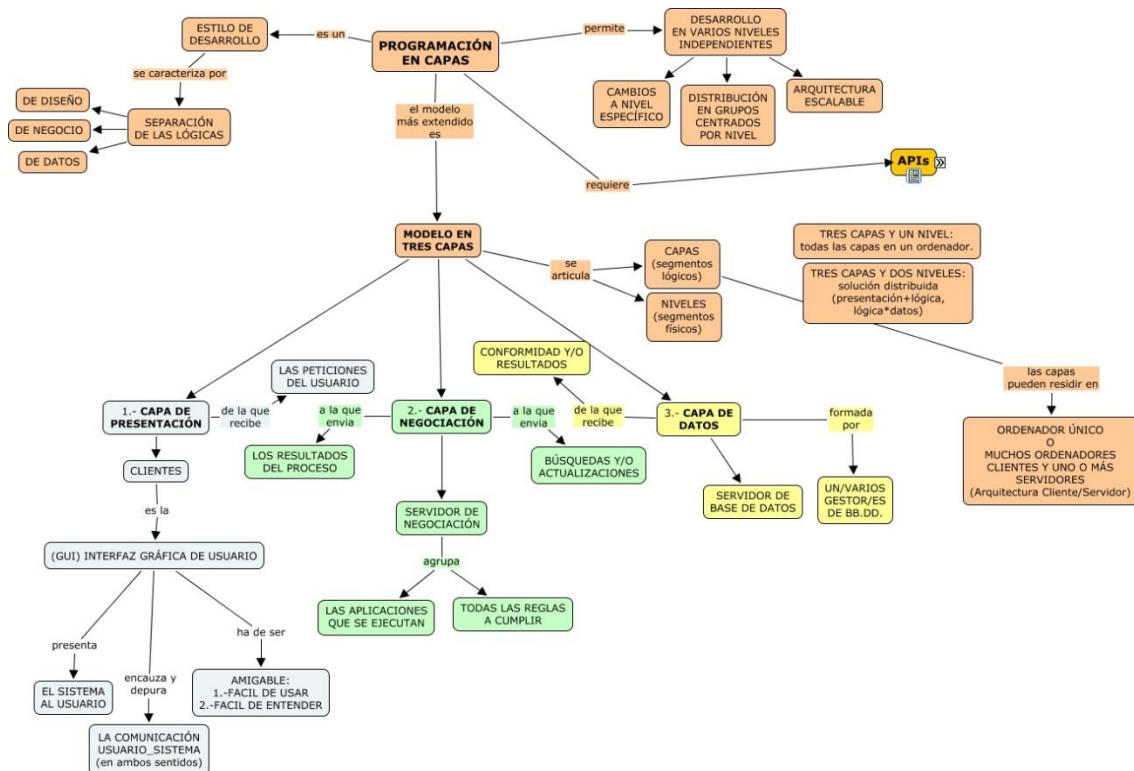 ESTILO DE
DESARROLLO
es un
PROGRAMACIÓN
EN CAPAS
permite
DESARROLLO
EN VARIOS NIVELES
INDEPENDIENTES
se caracteriza por
DE DISEÑO
DE NEGOCIO
DE DATOS
SEPARACIÓN
DE LAS LÓGICAS
CAMBIOS
A NIVEL
ESPECÍFICO
DISTRIBUCIÓN
EN GRUPOS
CENTRADOS
POR NIVEL
ARQUITECTURA
ESCALABLE
el modelo
más extendido
es
requiere
APIs
MODELO EN
TRES CAPAS
se
articula
CAPAS
(segmentos
lógicos)
NIVELES
(segmentos
físicos)
TRES CAPAS Y UN NIVEL:
todas las capas en un ordenador.
TRES CAPAS Y DOS NIVELES:
solución distribuida
(presentación+lógica,
lógica*datos)
las capas
pueden residir en
ORDENADOR ÚNICO
O
MUCHOS ORDENADORES
CLIENTES Y UNO O MÁS
SERVIDORES
(Arquitectura Cliente/Servidor)
LAS PETICIONES
DEL USUARIO
1.- CAPA DE
PRESENTACIÓN
de la que
recibe
CLIENTES
es la
(GUI) INTERFAZ GRÁFICA DE USUARIO
presenta
EL SISTEMA
AL USUARIO
encauza y
depura
LA COMUNICACIÓN
USUARIO_SISTEMA
(en ambos sentidos)
ha de ser
AMIGABLE:
1.-FACIL DE USAR
2.-FACIL DE ENTENDER
a la que
envia
LOS RESULTADOS
DEL PROCESO
2.- CAPA DE
NEGOCIACIÓN
a la que
envia
BÚSQUEDAS Y/O
ACTUALIZACIONES
SERVIDOR DE
NEGOCIACIÓN
agrupa
LAS APLICACIONES
QUE SE EJECUTAN
TODAS LAS REGLAS
A CUMPLIR
CONFORMIDAD Y/O
RESULTADOS
de la que
recibe
3.- CAPA DE
DATOS
formada
por
SERVIDOR DE
BASE DE DATOS
UN/VARIOS
GESTOR/ES
DE BB.DD.